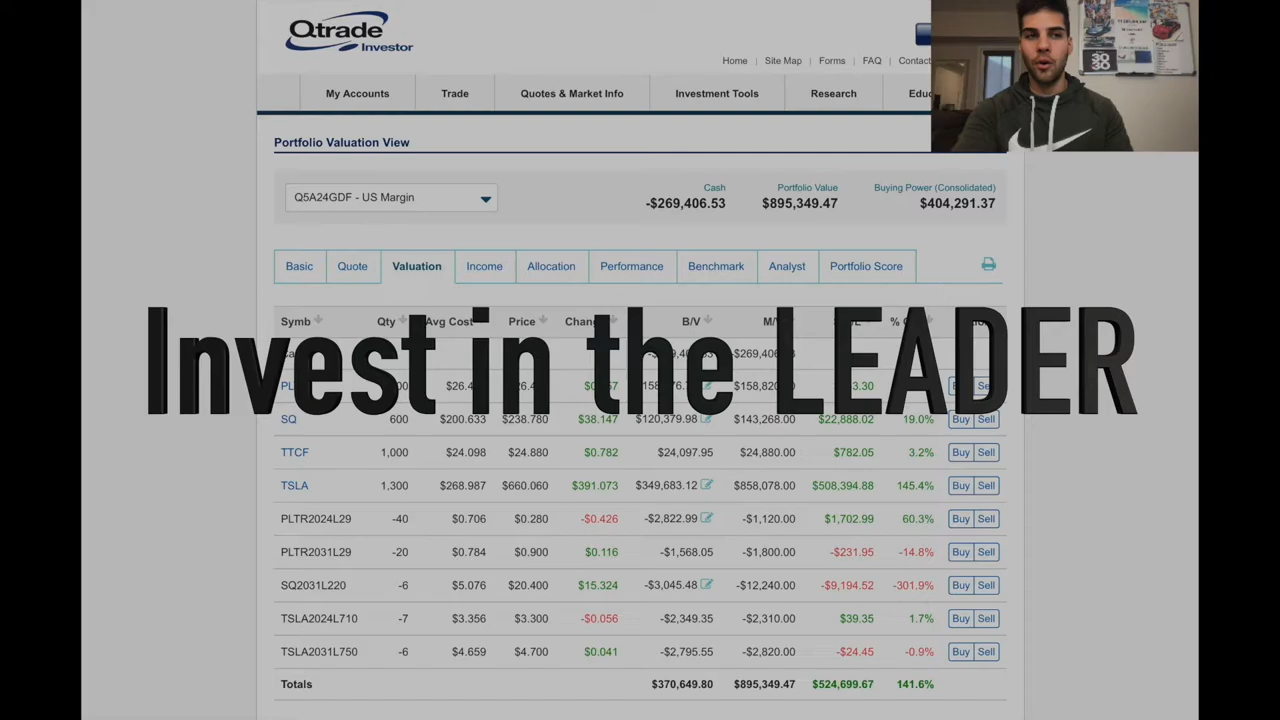 Qtrade
Investor
Home | Site Map | Forms | FAQ | Contact
My Accounts Trade Quotes & Market Info Investment Tools Research Educ
30
30
Portfolio Valuation View
Cash Portfolio Value Buying Power (Consolidated)
Q5A24GDF - US Margin -$269,406.53 $895,349.47 $404,291.37
Basic Quote Valuation Income Allocation Performance Benchmark Analyst Portfolio Score
Symb Qty Avg Cost Price B/V
Invest in the LEADER
SQ 600 $200.633 $238.780 $38.147 $120,379.98 $143,268.00 $22,888.02 19.0% Buy Sell
TTCF 1,000 $24.098 $24.880 $0.782 $24,097.95 $24,880.00 $782.05 3.2% Buy Sell
TSLA 1,300 $268.987 $660.060 $391.073 $349,683.12 $858,078.00 $508,394.88 145.4% Buy Sell
PLTR2024L29 -40 $0.706 $0.280 -$0.426 -$2,822.99 -$1,120.00 $1,702.99 60.3% Buy Sell
PLTR2031L29 -20 $0.784 $0.900 $0.116 -$1,568.05 -$1,800.00 -$231.95 -14.8% Buy Sell
SQ2031L220 -6 $5.076 $20.400 $15.324 -$3,045.48 -$12,240.00 -$9,194.52 -301.9% Buy Sell
TSLA2024L710 -7 $3.356 $3.300 -$0.056 -$2,349.35 -$2,310.00 $39.35 1.7% Buy Sell
TSLA2031L750 -6 $4.659 $4.700 $0.041 -$2,795.55 -$2,820.00 -$24.45 -0.9% Buy Sell
Totals $370,649.80 $895,349.47 $524,699.67 141.6%